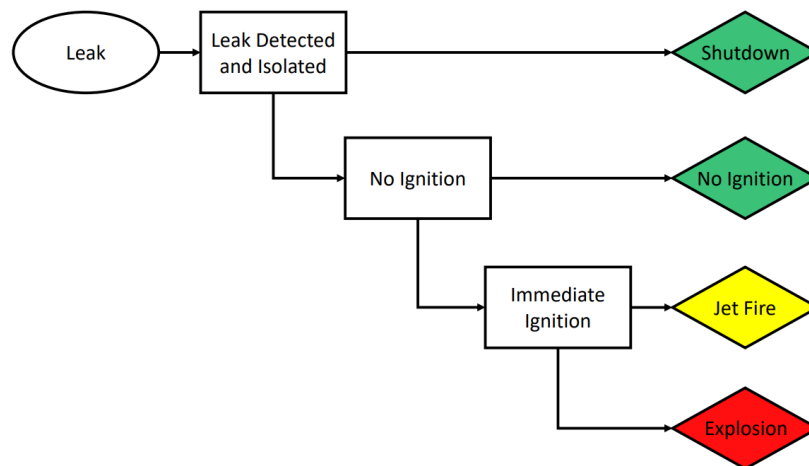 Leak
Leak Detected
and Isolated
Shutdown
No Ignition
No Ignition
Immediate
Ignition
Jet Fire
Explosion